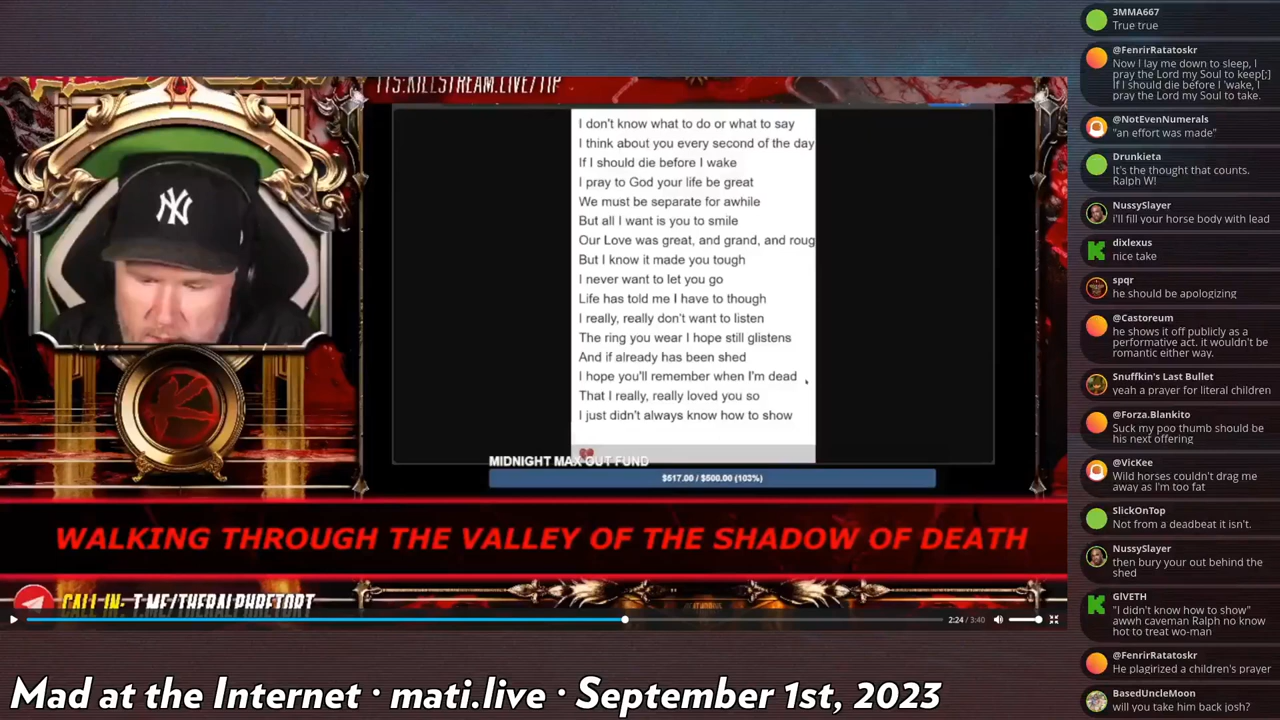 TTS:KILLSTREAM.LIVE/TIP
NY
I don't know what to do or what to say
I think about you every second of the day
If I should die before I wake
I pray to God your life be great
We must be separate for awhile
But all I want is you to smile
Our Love was great, and grand, and roug
But I know it made you tough
I never want to let you go
Life has told me I have to though
I really, really don't want to listen
The ring you wear I hope still glistens
And if already has been shed
I hope you'll remember when I'm dead
That I really, really loved you so
I just didn't always know how to show
MIDNIGHT MAX OUT FUND
$517.00 / $500.00 (103%)
WALKING THROUGH THE VALLEY OF THE SHADOW OF DEATH
CALL-IN: T.ME/THERALPHRETORT
2:24 / 3:40
Mad at the Internet · mati.live · September 1st, 2023
3MMA667
True true
@FenrirRatatoskr
Now I lay me down to sleep, I
pray the Lord my Soul to keep[;]
If I should die before I 'wake, I
pray the Lord my Soul to take.
@NotEvenNumerals
"an effort was made"
Drunkieta
It's the thought that counts.
Ralph W!
NussySlayer
i'll fill your horse body with lead
dixlexus
nice take
spqr
he should be apologizing
@Castoreum
he shows it off publicly as a
performative act. it wouldn't be
romantic either way.
Snuffkin's Last Bullet
yeah a prayer for literal children
@Forza.Blankito
Suck my poo thumb should be
his next offering
@VicKee
Wild horses couldn't drag me
away as I'm too fat
SlickOnTop
Not from a deadbeat it isn't.
NussySlayer
then bury your out behind the
shed
GIVETH
"I didn't know how to show"
awwh caveman Ralph no know
hot to treat wo-man
@FenrirRatatoskr
He plagirized a children's prayer
BasedUncleMoon
will you take him back josh?